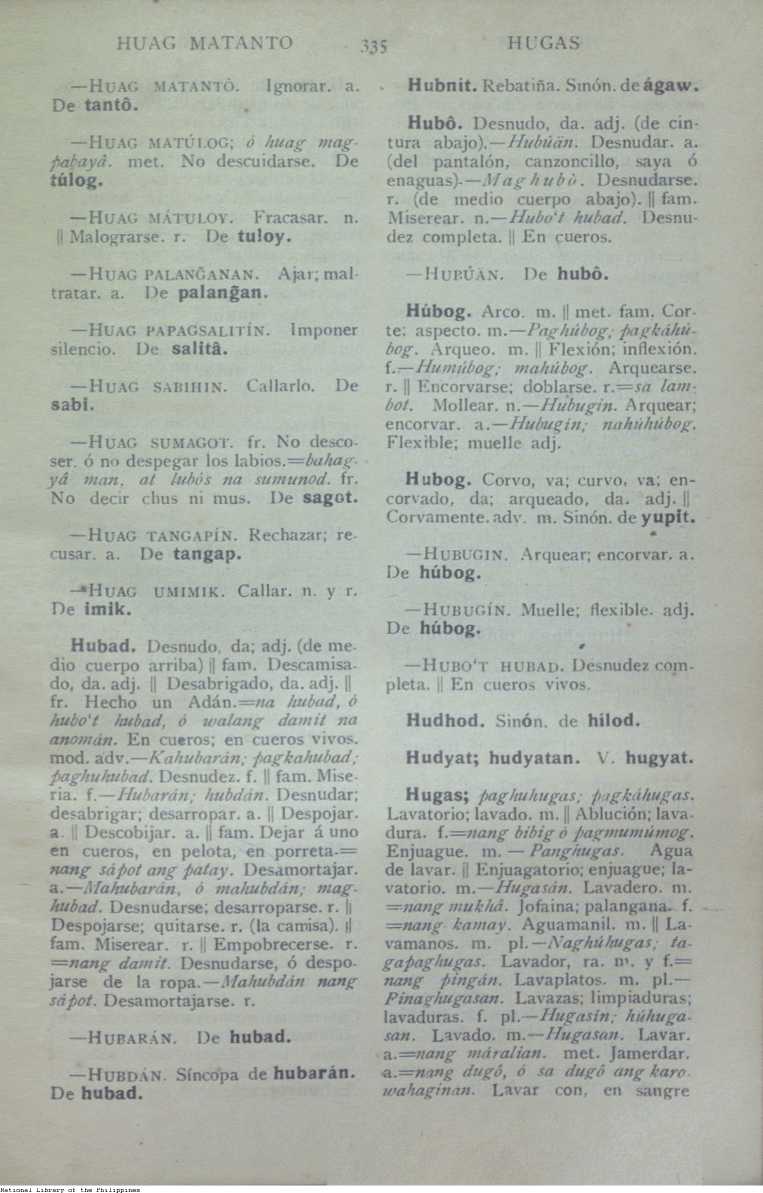 HUAG MATANTO 335 HUGAS
—HUAG MATANTÔ. Ignorar. a.
De tantô.
—HUAG MATÚLOG; ó huag mag-
pabayâ. met. No descuidarse. De
túlog.
—HUAG MÁTULOY. Fracasar. n.
|| Malograrse. r. De tuloy.
—HUAG PALANG̃ANAN. Ajar; mal-
tratar. a. De palang̃an.
—HUAG PAPAGSALITÍN. Imponer
silencio. De salitâ.
—HUAG SABIHIN. Callarlo. De
sabi.
—HUAG SUMAGOT. fr. No desco-
ser. ó no despegar los labios.=bahag-
yâ man, at lubós na sumunod. fr.
No decir chus ni mus. De sagot.
—HUAG TANGAPÍN. Rechazar; re-
cusar. a. De tangap.
—HUAG UMIMIK. Callar. n. y r.
De imik.
Hubad. Desnudo, da; adj. (de me-
dio cuerpo arriba) || fam. Descamisa-
do, da. adj. || Desabrigado, da. adj. ||
fr. Hecho un Adán.=na hubad, ó
hubo't hubad, ó walang damit na
anomán. En cueros; en cueros vivos.
mod. adv.—Kahubarán; pagkahubad;
paghuhubad. Desnudez. f. || fam. Mise-
ria. f.—Hubarán; hubdán. Desnudar;
desabrigar; desarropar. a. || Despojar.
a. || Descobijar. a. || fam. Dejar á uno
en cueros, en pelota, en porreta.=
nang sápot ang patay. Desamortajar.
a.—Mahubarán, ó mahubdán; mag-
hubad. Desnudarse; desarroparse. r. ||
Despojarse; quitarse. r. (la camisa). ||
fam. Miserear. r. || Empobrecerse. r.
=nang damit. Desnudarse, ó despo-
jarse de la ropa.—Mahubdán nang
sápot. Desamortajarse. r.
—HUBARÁN. De hubad.
—HUBDÁN. Síncopa de hubarán.
De hubad.
Hubnit. Rebatiña. Sinón. de ágaw.
Hubô. Desnudo, da. adj. (de cin-
tura abajo).—Hubúän. Desnudar. a.
(del pantalón, canzoncillo, saya ó
enaguas).—Maghubò. Desnudarse.
r. (de medio cuerpo abajo). || fam.
Miserear. n.—Hubo't hubad. Desnu-
dez completa. || En cueros.
—HUBÚÄN. De hubô.
Húbog. Arco. m. || met. fam. Cor-
te; aspecto. m.—Paghúbog; pagkáhú-
bog. Arqueo. m. || Flexión; inflexión.
f.—Humúbog; mahúbog. Arquearse.
r. || Encorvarse; doblarse. r.=sa lam-
bot. Mollear. n.—Hubugin. Arquear;
encorvar. a.—Hubugín; nahúhúbog.
Flexible; muelle adj.
Hubog. Corvo, va; curvo, va; en-
corvado, da; arqueado, da. adj. ||
Corvamente. adv. m. Sinón. de yupit.
—HUBUGIN. Arquear; encorvar. a.
De húbog.
—HUBUGÍN. Muelle; flexible. adj.
De húbog.
—HUBO'T HUBAD. Desnudez com-
pleta. || En cueros vivos.
Hudhod. Sinón. de hilod.
Hudyat; hudyatan. V. hugyat.
Hugas; paghuhugas; pagkáhugas.
Lavatorio; lavado. m. || Ablución; lava-
dura. f.=nang bibig ò pagmumúmog.
Enjuague. m. — Panghugas. Agua
de lavar. || Enjuagatorio; enjuague; la-
vatorio. m.—Hugasán. Lavadero. m.
=nang mukhâ. Jofaina; palangana. f.
=nang kamay. Aguamanil. m. || La-
vamanos. m. pl.—Naghúhugas; ta-
gapaghugas. Lavador, ra. m. y f.=
nang pingán. Lavaplatos. m. pl.—
Pinaghugasan. Lavazas; limpiaduras;
lavaduras. f. pl.—Hugasin; húhuga-
san. Lavado. m.—Hugasan. Lavar.
a.=nang máralian. met. Jamerdar.
a.=nang dugô, ó sa dugô ang karo-
wahaginan. Lavar con, en sangre
National Library of the Philippines